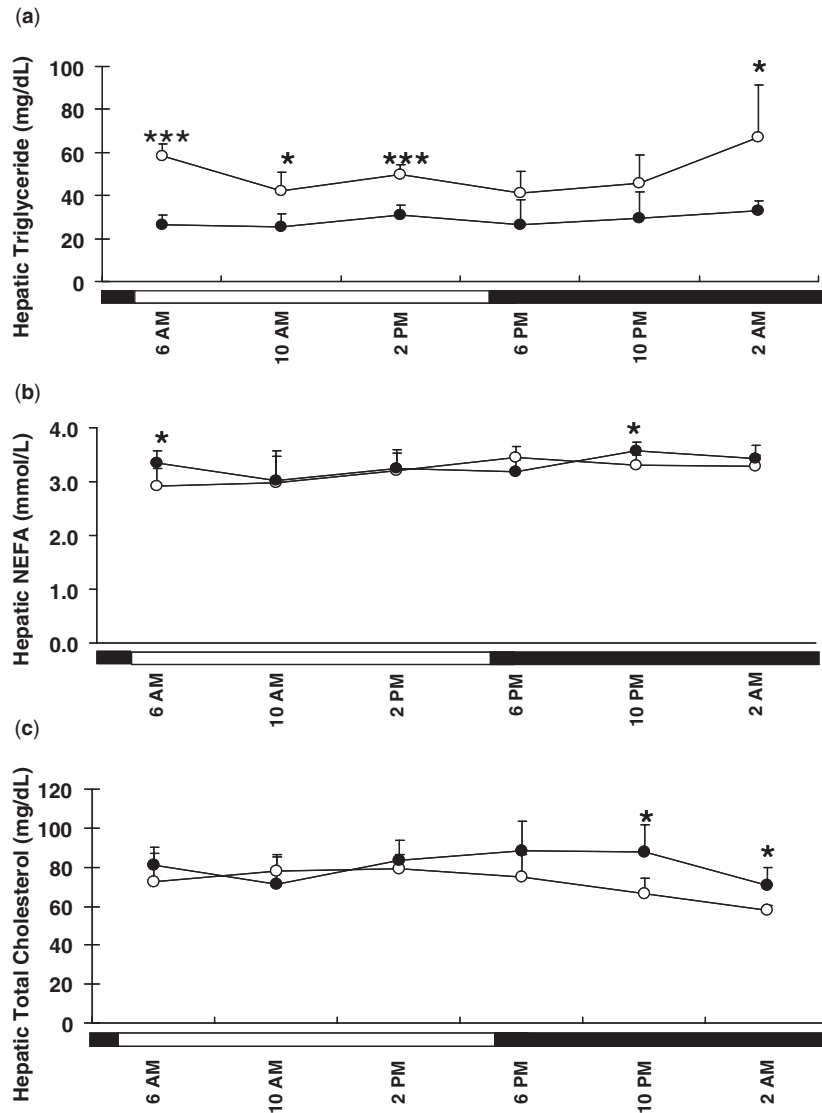 (a)
Hepatic Triglyceride (mg/dL)
100
80
60
40
20
0
***
*
***
*
6 AM
10 AM
2 PM
6 PM
10 PM
2 AM
(b)
Hepatic NEFA (mmol/L)
4.0
3.0
2.0
1.0
0.0
*
*
6 AM
10 AM
2 PM
6 PM
10 PM
2 AM
(c)
Hepatic Total Cholesterol (mg/dL)
120
100
80
60
40
20
0
*
*
6 AM
10 AM
2 PM
6 PM
10 PM
2 AM